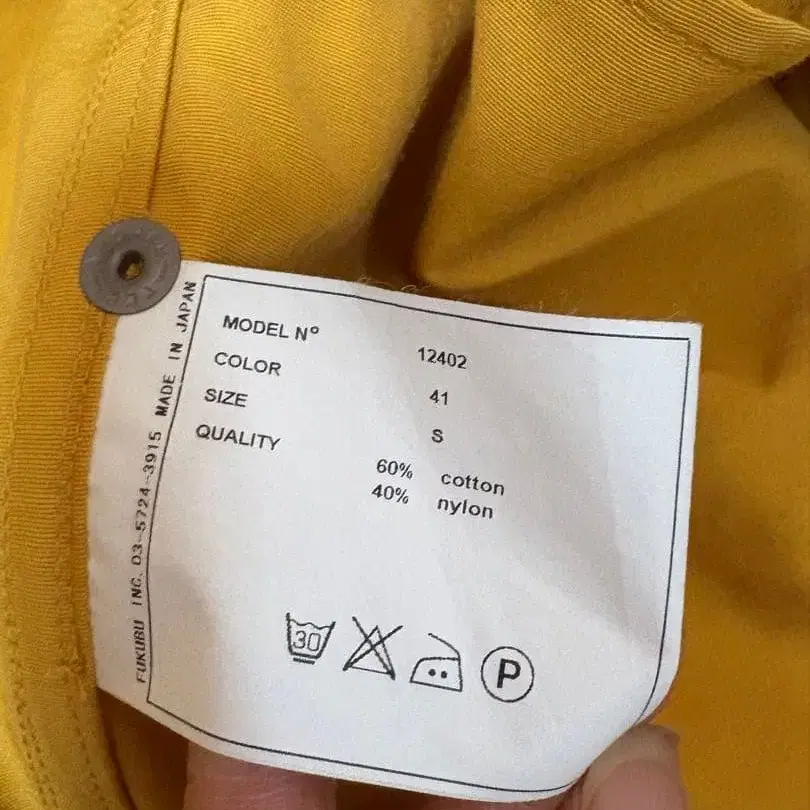 MODEL Nº 12402
COLOR 41
SIZE S
QUALITY 60% cotton
40% nylon
30
P
FUKUBU INC. 03-5724-3915 MADE IN JAPAN